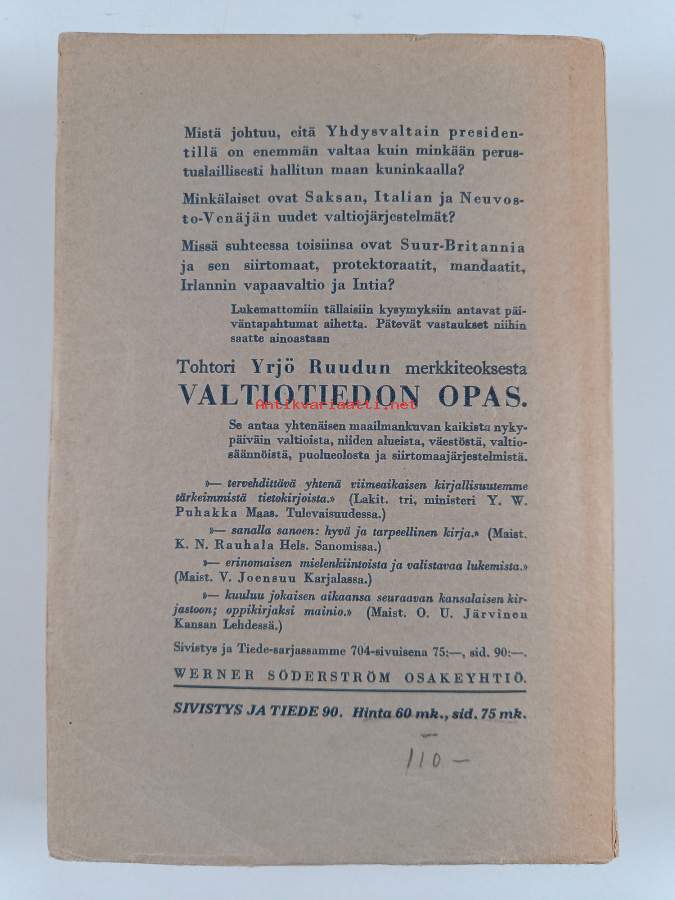 Mistä johtuu, eitä Yhdysvaltain presiden-
tillä on enemmän valtaa kuin minkään perus-
tuslaillisesti hallitun maan kuninkaalla?
Minkälaiset ovat Saksan, Italian ja Neuvos-
to-Venäjän uudet valtiojärjestelmät?
Missä suhteessa toisiinsa ovat Suur-Britannia
ja sen siirtomaat, protektoraatit, mandaatit,
Irlannin vapaavaltio ja Intia?
Lukemattomiin tällaisiin kysymyksiin antavat päi-
väntapahtumat aihetta. Pätevät vastaukset niihin
saatte ainoastaan
Tohtori Yrjö Ruudun merkkiteoksesta
VALTIOTIEDON OPAS.
Antikvariaatti.net
Se antaa yhtenäisen maailmankuvan kaikista nyky-
päiväin valtioista, niiden alueista, väestöstä, valtio-
säännöistä, puolueolosta ja siirtomaajärjestelmistä.
»— tervehdittävä yhtenä viimeaikaisen kirjallisuutemme
tärkeimmistä tietokirjoista.» (Lakit. tri, ministeri Y. W.
Puhakka Maas. Tulevaisuudessa.)
»— sanalla sanoen: hyvä ja tarpeellinen kirja.» (Maist.
K. N. Rauhala Hels. Sanomissa.)
»— erinomaisen mielenkiintoista ja valistavaa lukemista.»
(Maist. V. Joensuu Karjalassa.)
»— kuuluu jokaisen aikaansa seuraavan kansalaisen kir-
jastoon; oppikirjaksi mainio.» (Maist. O. U. Järvinen
Kansan Lehdessä.)
Sivistys ja Tiede-sarjassamme 704-sivuisena 75:—, sid. 90:—.
WERNER SÖDERSTRÖM OSAKEYHTIÖ.
SIVISTYS JA TIEDE 90. Hinta 60 mk., sid. 75 mk.
110 —